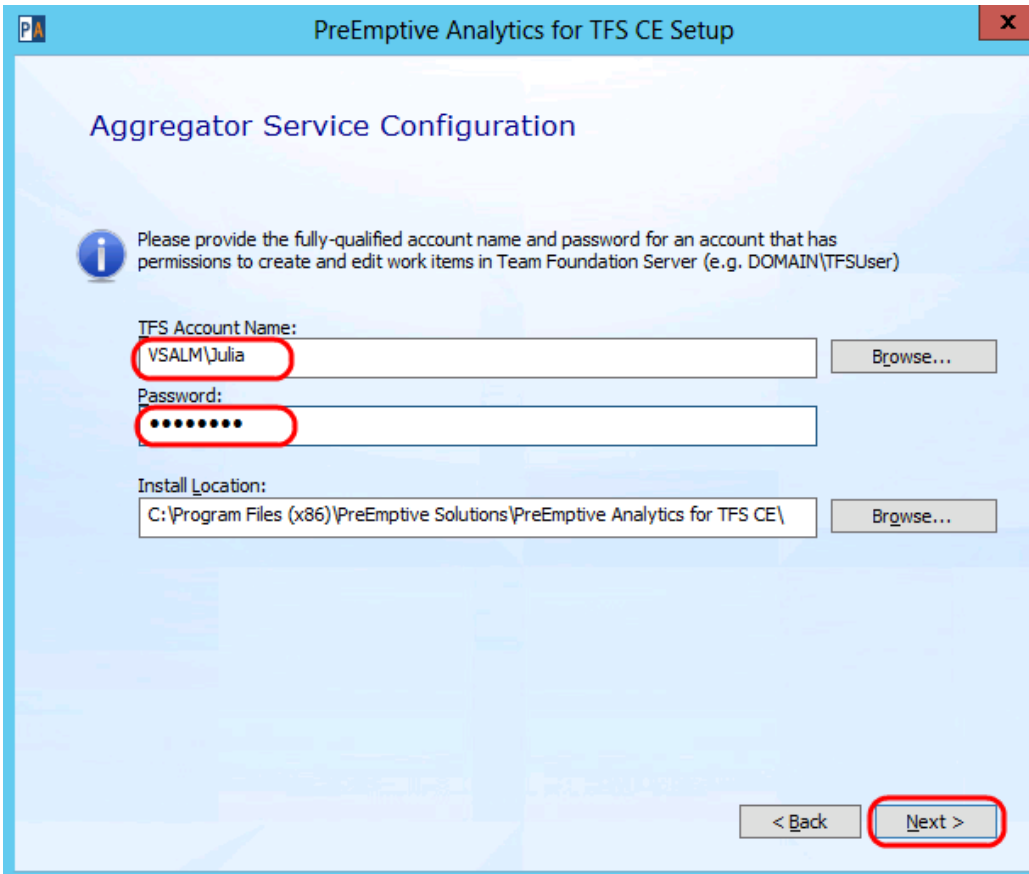 PA PreEmptive Analytics for TFS CE Setup x
Aggregator Service Configuration
i
Please provide the fully-qualified account name and password for an account that has
permissions to create and edit work items in Team Foundation Server (e.g. DOMAIN\TFSUser)
TFS Account Name:
VSALM\Julia Browse...
Password:
●●●●●●●●
Install Location:
C:\Program Files (x86)\PreEmptive Solutions\PreEmptive Analytics for TFS CE\ Browse...
< Back Next >